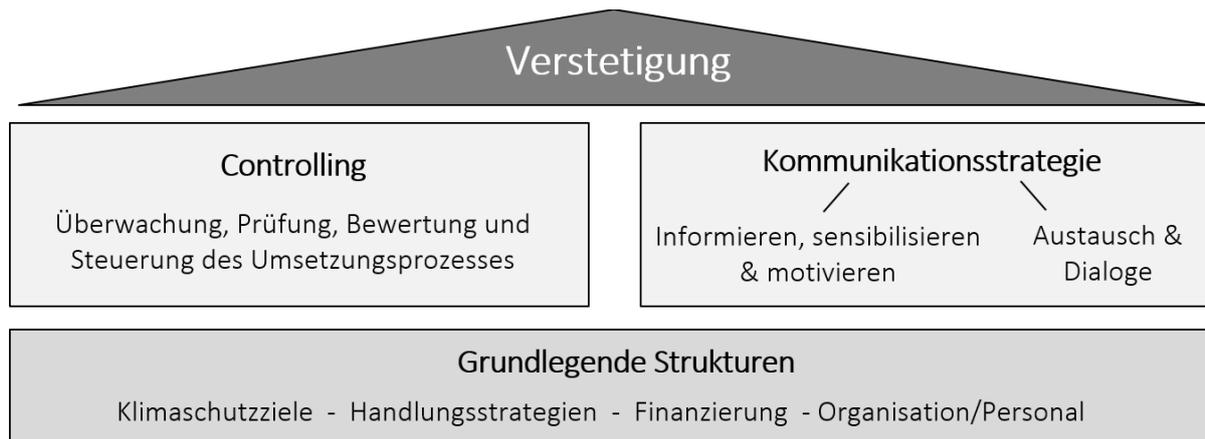 Verstetigung
Controlling
Überwachung, Prüfung, Bewertung und
Steuerung des Umsetzungsprozesses
Kommunikationsstrategie
Informieren, sensibilisieren
& motivieren
Austausch &
Dialoge
Grundlegende Strukturen
Klimaschutzziele - Handlungsstrategien - Finanzierung - Organisation/Personal